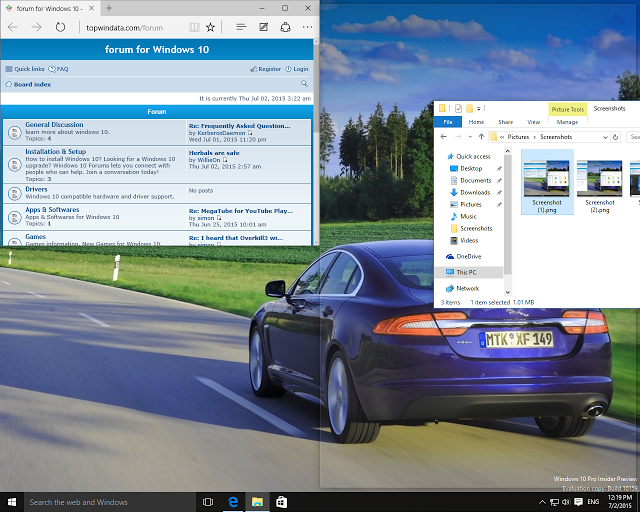 forum for Windows 10 -
topwindata.com/forum
forum for Windows 10
Quick links FAQ Register Login
Board index
It is currently Thu Jul 02, 2015 3:22 am
Forum
General Discussion
learn more about windows 10.
Topics: 4
Re: Frequently Asked Question...
by KerberosDaemon
Wed Jul 01, 2015 11:20 pm
Installation & Setup
How to install Windows 10? Looking for a Windows 10
upgrade? Windows 10 Forums lets you connect with
people who can help. Join a conversation today!
Topics: 3
Herbals are safe
by WillieDn
Thu Jul 02, 2015 2:57 am
Drivers
Windows 10 compatible hardware and driver support.
No posts
Apps & Softwares
Apps & Softwares for Windows 10
Topics: 1
Re: MegaTube for YouTube Play...
by simon
Thu Jun 25, 2015 10:01 am
Games
Games information, New Games for Windows 10.
Re: I heard that Overkill3 wi...
by simon
Picture Tools Screenshots
File Home Share View Manage
« Pictures > Screenshots
Quick access
Desktop
Documents
Downloads
Pictures
Music
Screenshots
Videos
OneDrive
This PC
Network
Screenshot
(1).png
Screenshot
(2).png
3 items 1 item selected 1.01 MB
MTK XF 149
Windows 10 Pro Insider Preview
Evaluation copy. Build 10159
Search the web and Windows
ENG
12:19 PM
7/2/2015